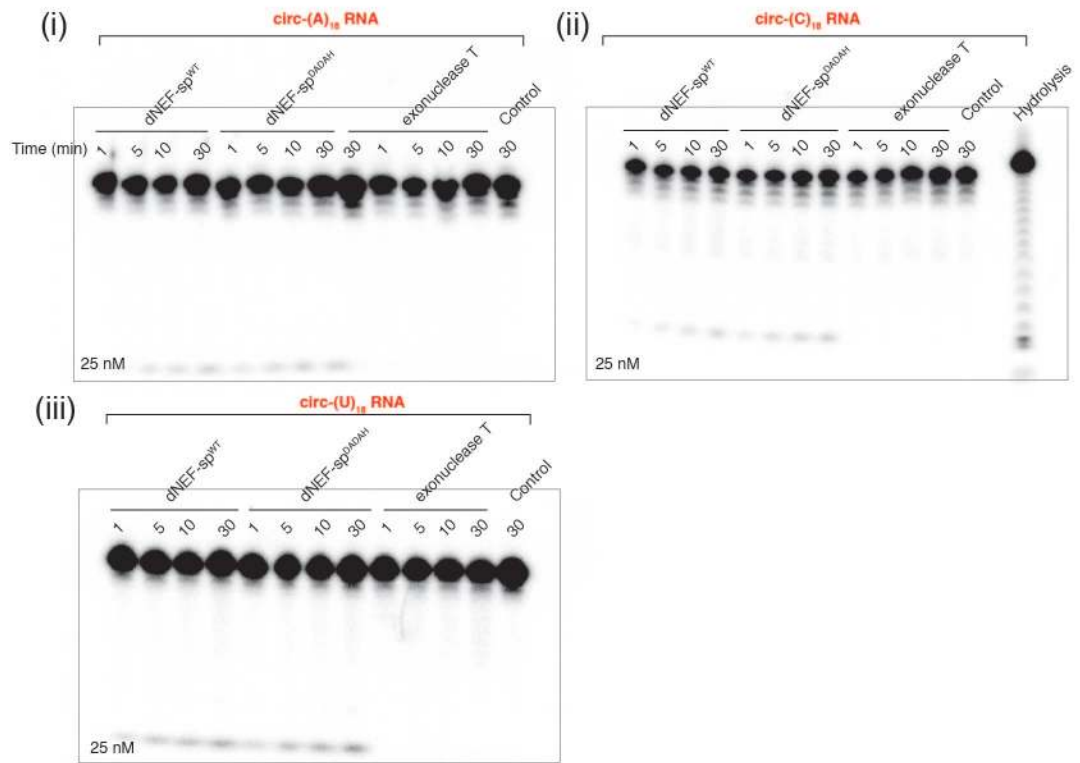 (i)
circ-(A)₁₈ RNA
dNEF-spᵂᵀ
dNEF-spᴰᴬᴰᴬᴴ
exonuclease T
Control
Time (min) 1 5 10 30 1 5 10 30 30 1 5 10 30 30
25 nM
(ii)
circ-(C)₁₈ RNA
dNEF-spᵂᵀ
dNEF-spᴰᴬᴰᴬᴴ
exonuclease T
Control
Hydrolysis
1 5 10 30 1 5 10 30 1 5 10 30 30
25 nM
(iii)
circ-(U)₁₈ RNA
dNEF-spᵂᵀ
dNEF-spᴰᴬᴰᴬᴴ
exonuclease T
Control
1 5 10 30 1 5 10 30 1 5 10 30 30
25 nM